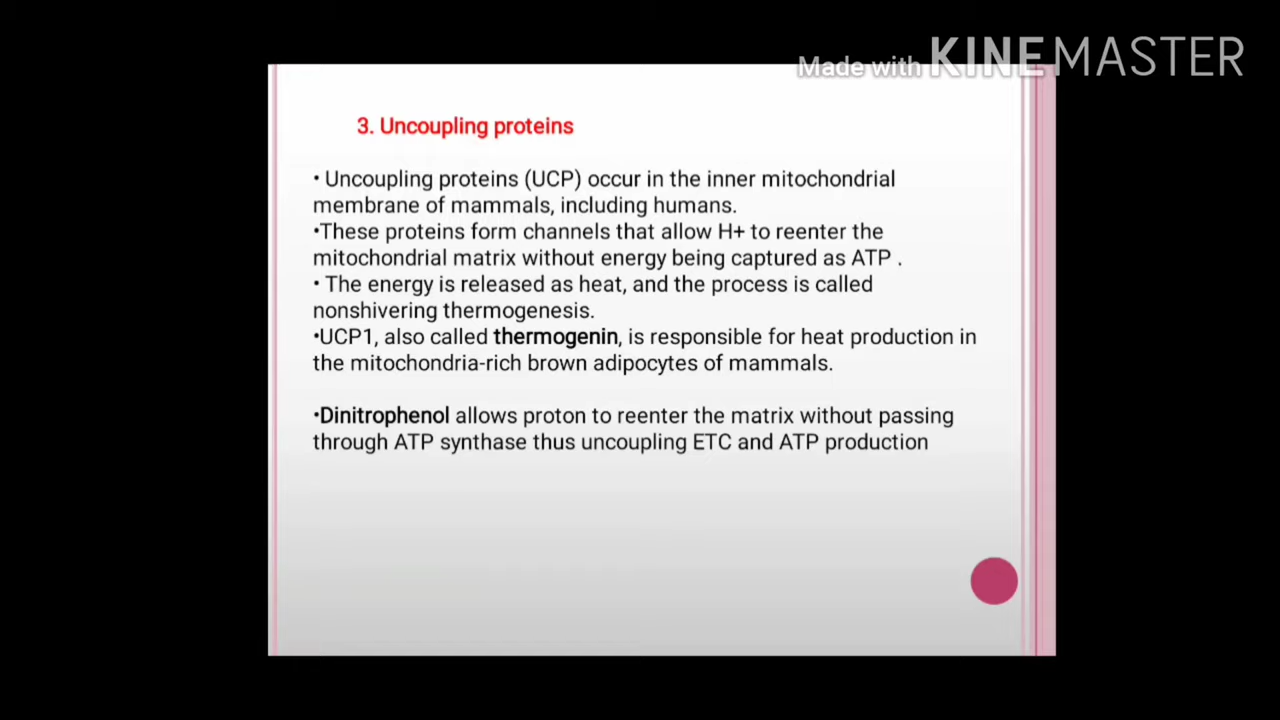 Made with KINEMASTER
3. Uncoupling proteins
• Uncoupling proteins (UCP) occur in the inner mitochondrial
membrane of mammals, including humans.
•These proteins form channels that allow H+ to reenter the
mitochondrial matrix without energy being captured as ATP .
• The energy is released as heat, and the process is called
nonshivering thermogenesis.
•UCP1, also called thermogenin, is responsible for heat production in
the mitochondria-rich brown adipocytes of mammals.
•Dinitrophenol allows proton to reenter the matrix without passing
through ATP synthase thus uncoupling ETC and ATP production